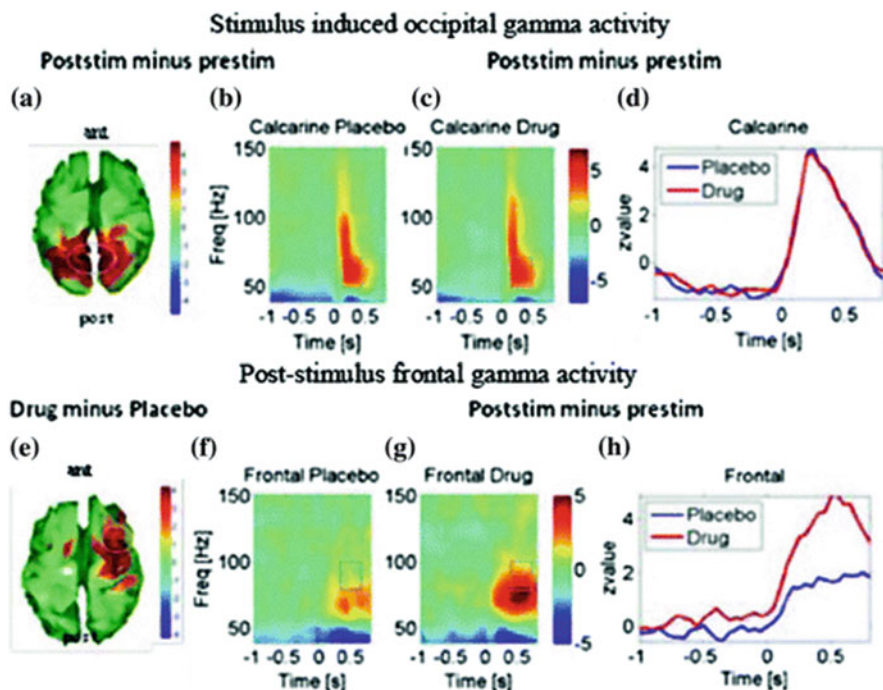 Stimulus induced occipital gamma activity
Poststim minus prestim
Poststim minus prestim
(a)
(b)
(c)
(d)
ant
post
Calcarine Placebo
150
100
50
Freq [Hz]
-1 -0.5 0 0.5
Time [s]
Calcarine Drug
150
100
50
-1 -0.5 0 0.5
Time [s]
5
0
-5
Calcarine
Placebo
Drug
4
2
0
zvalue
-1 -0.5 0 0.5
Time [s]
Post-stimulus frontal gamma activity
Drug minus Placebo
Poststim minus prestim
(e)
(f)
(g)
(h)
ant
Frontal Placebo
150
100
50
Freq [Hz]
-1 -0.5 0 0.5
Time [s]
Frontal Drug
150
100
50
-1 -0.5 0 0.5
Time [s]
5
0
-5
Frontal
Placebo
Drug
4
2
0
zvalue
-1 -0.5 0 0.5
Time [s]